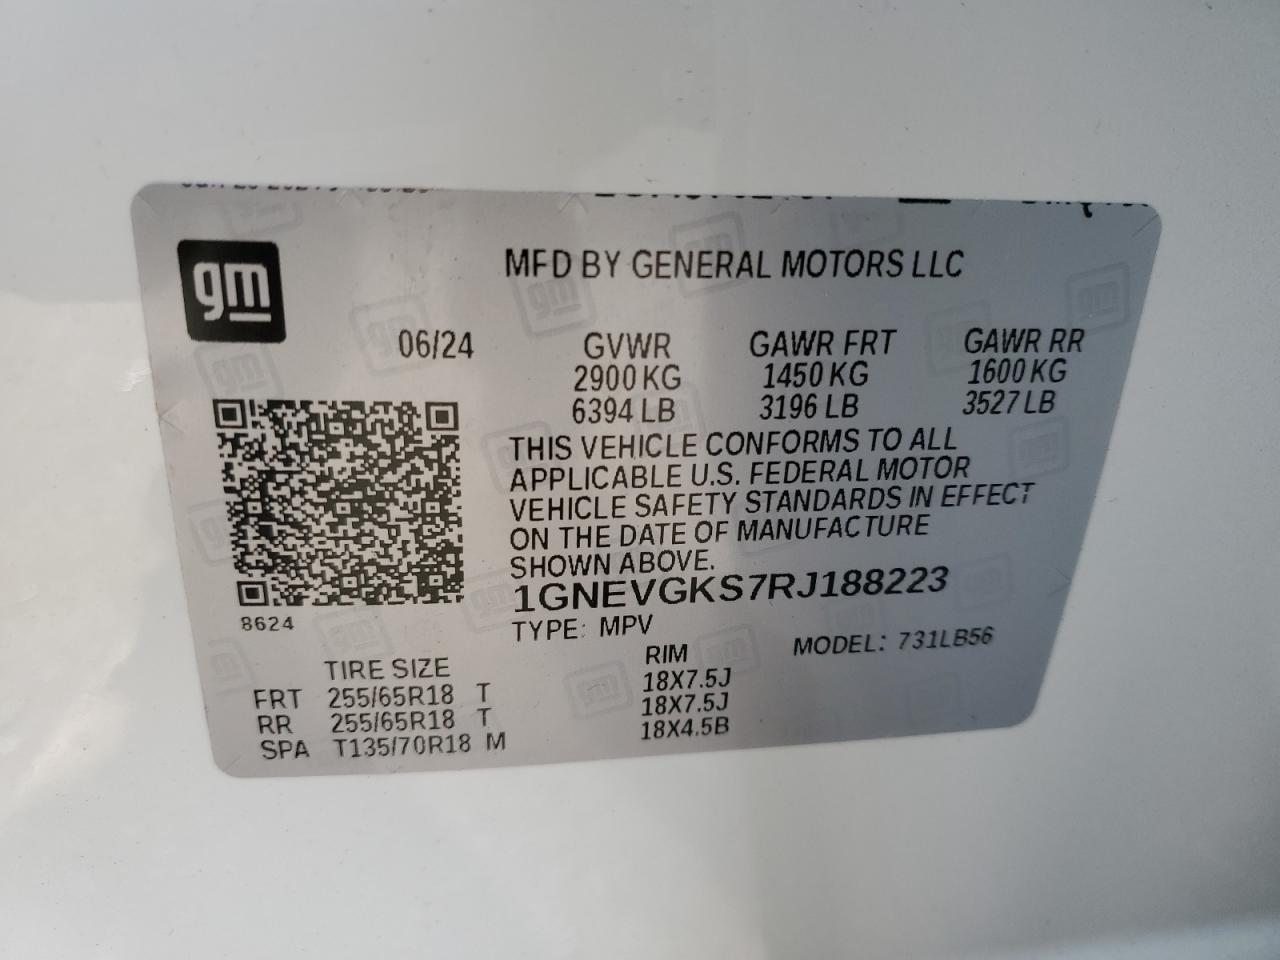 gm
MFD BY GENERAL MOTORS LLC
06/24 GVWR GAWR FRT GAWR RR
2900 KG 1450 KG 1600 KG
6394 LB 3196 LB 3527 LB
THIS VEHICLE CONFORMS TO ALL
APPLICABLE U.S. FEDERAL MOTOR
VEHICLE SAFETY STANDARDS IN EFFECT
ON THE DATE OF MANUFACTURE
SHOWN ABOVE.
1GNEVGKS7RJ188223
8624
TYPE: MPV MODEL: 731LB56
TIRE SIZE RIM
FRT 255/65R18 T 18X7.5J
RR 255/65R18 T 18X7.5J
SPA T135/70R18 M 18X4.5B